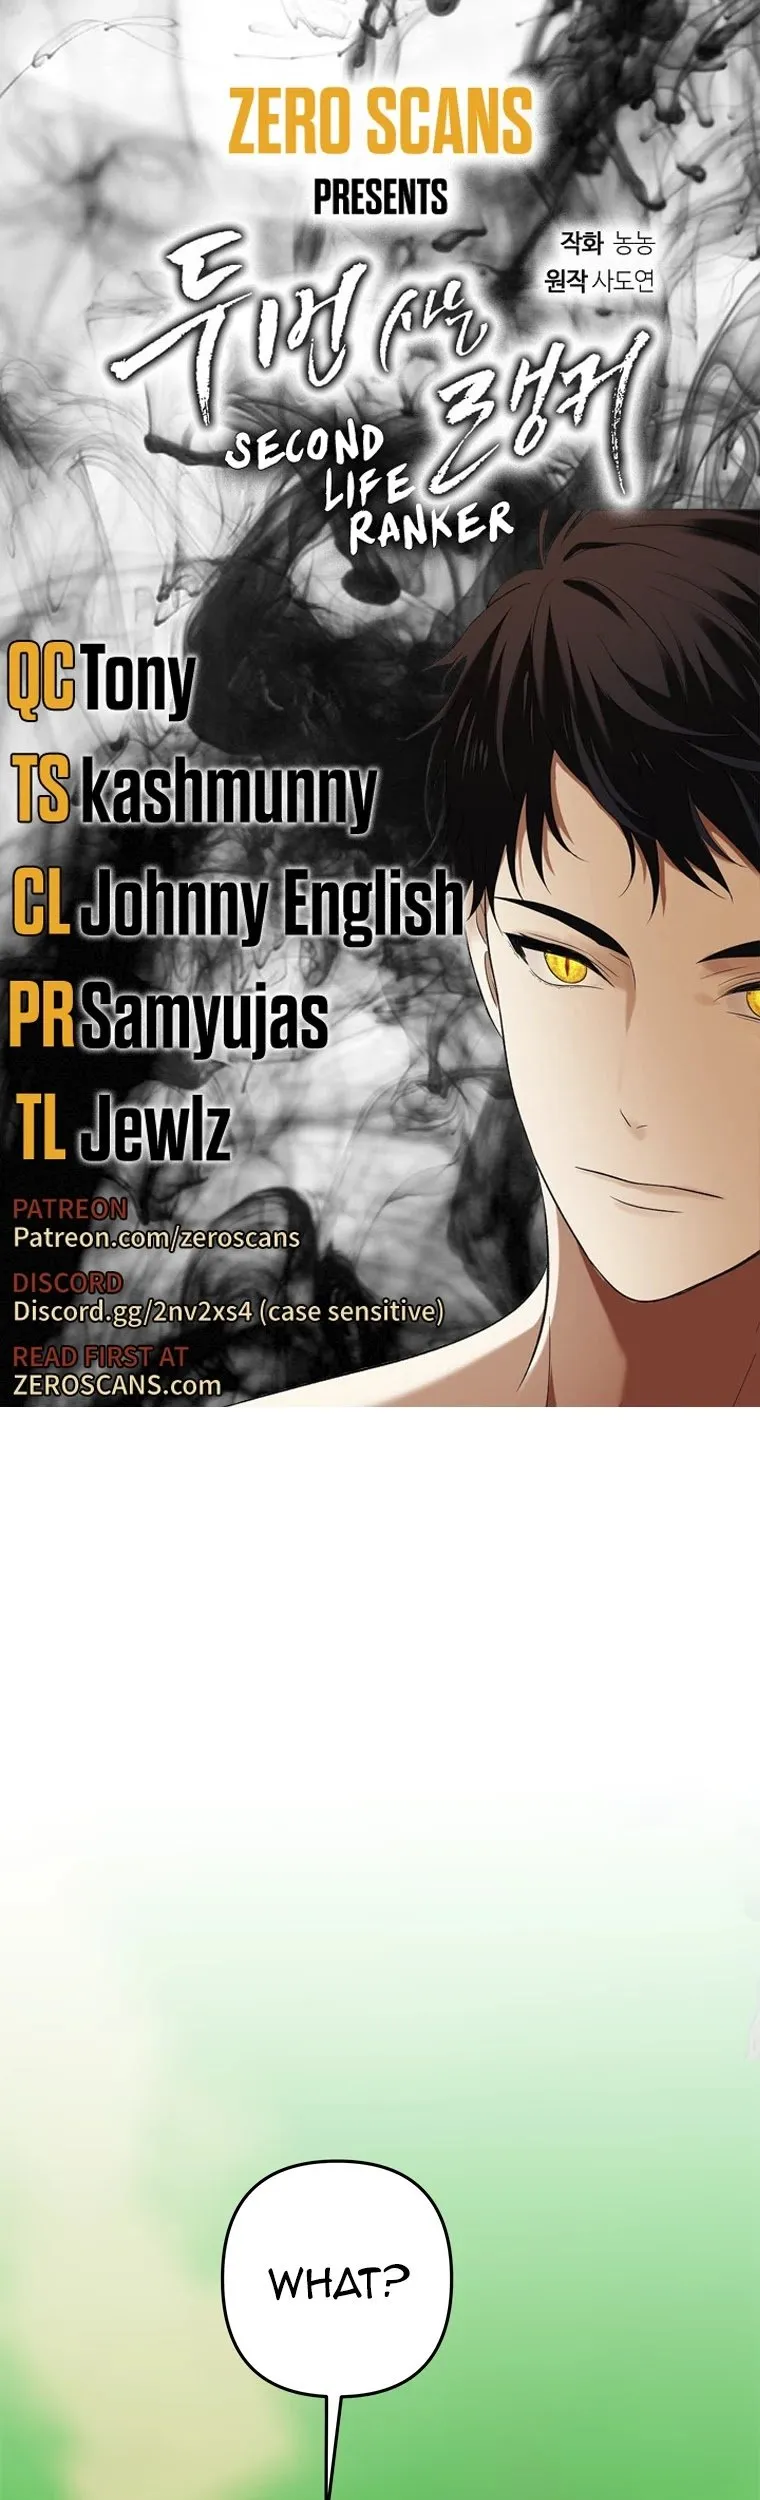 ZERO SCANS
PRESENTS
작화 농농
원작 사도연
두 번 사는
랭커
SECOND
LIFE
RANKER
QC Tony
TS kashmunny
CL Johnny English
PR Samyujas
TL Jewlz
PATREON
Patreon.com/zeroscans
DISCORD
Discord.gg/2nv2xs4 (case sensitive)
READ FIRST AT
ZEROSCANS.com
WHAT?